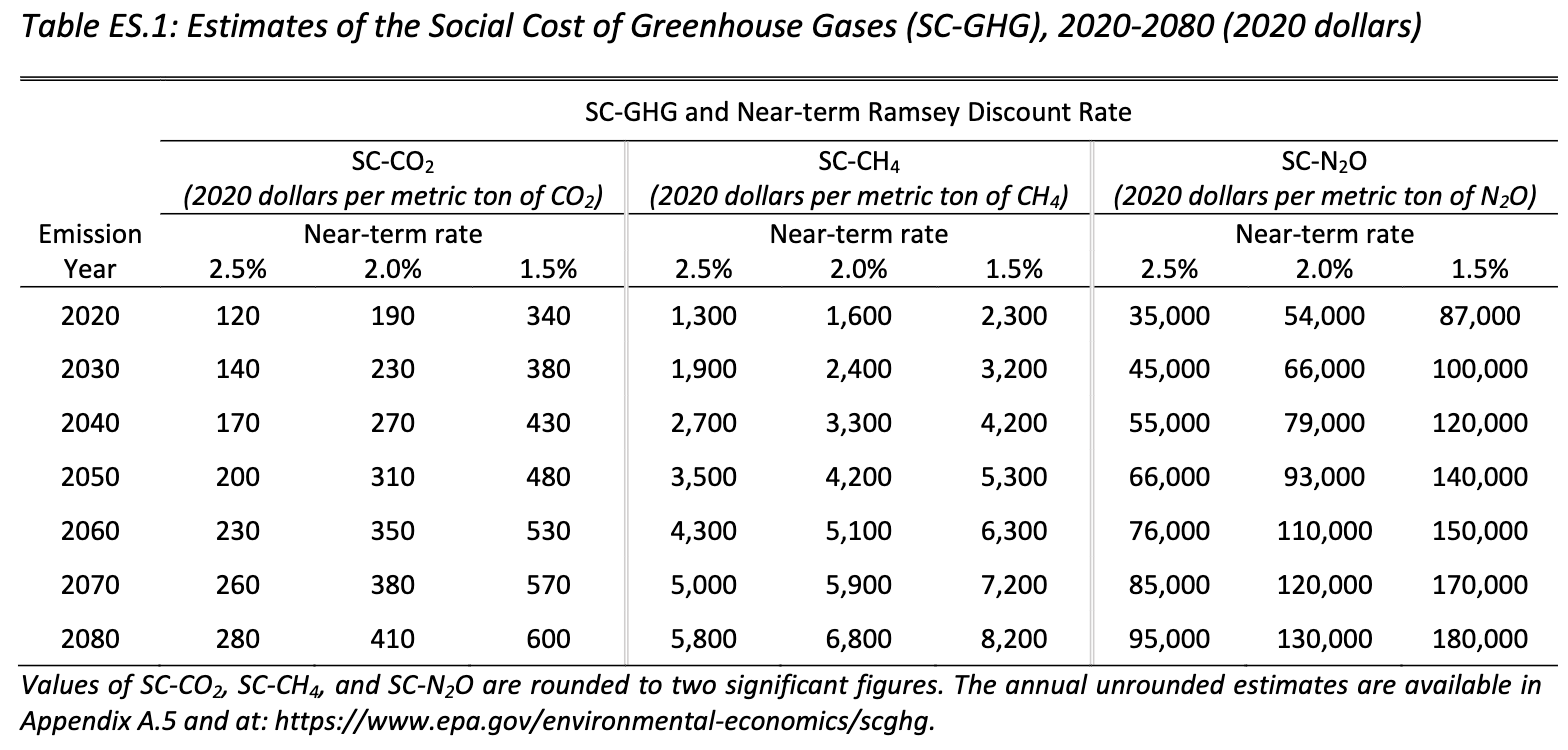 Table ES.1: Estimates of the Social Cost of Greenhouse Gases (SC-GHG), 2020-2080 (2020 dollars)
SC-GHG and Near-term Ramsey Discount Rate
SC-CO₂ SC-CH₄ SC-N₂O
(2020 dollars per metric ton of CO₂) (2020 dollars per metric ton of CH₄) (2020 dollars per metric ton of N₂O)
Emission Near-term rate Near-term rate Near-term rate
Year 2.5% 2.0% 1.5% 2.5% 2.0% 1.5% 2.5% 2.0% 1.5%
2020 120 190 340 1,300 1,600 2,300 35,000 54,000 87,000
2030 140 230 380 1,900 2,400 3,200 45,000 66,000 100,000
2040 170 270 430 2,700 3,300 4,200 55,000 79,000 120,000
2050 200 310 480 3,500 4,200 5,300 66,000 93,000 140,000
2060 230 350 530 4,300 5,100 6,300 76,000 110,000 150,000
2070 260 380 570 5,000 5,900 7,200 85,000 120,000 170,000
2080 280 410 600 5,800 6,800 8,200 95,000 130,000 180,000
Values of SC-CO₂, SC-CH₄, and SC-N₂O are rounded to two significant figures. The annual unrounded estimates are available in
Appendix A.5 and at: https://www.epa.gov/environmental-economics/scghg.